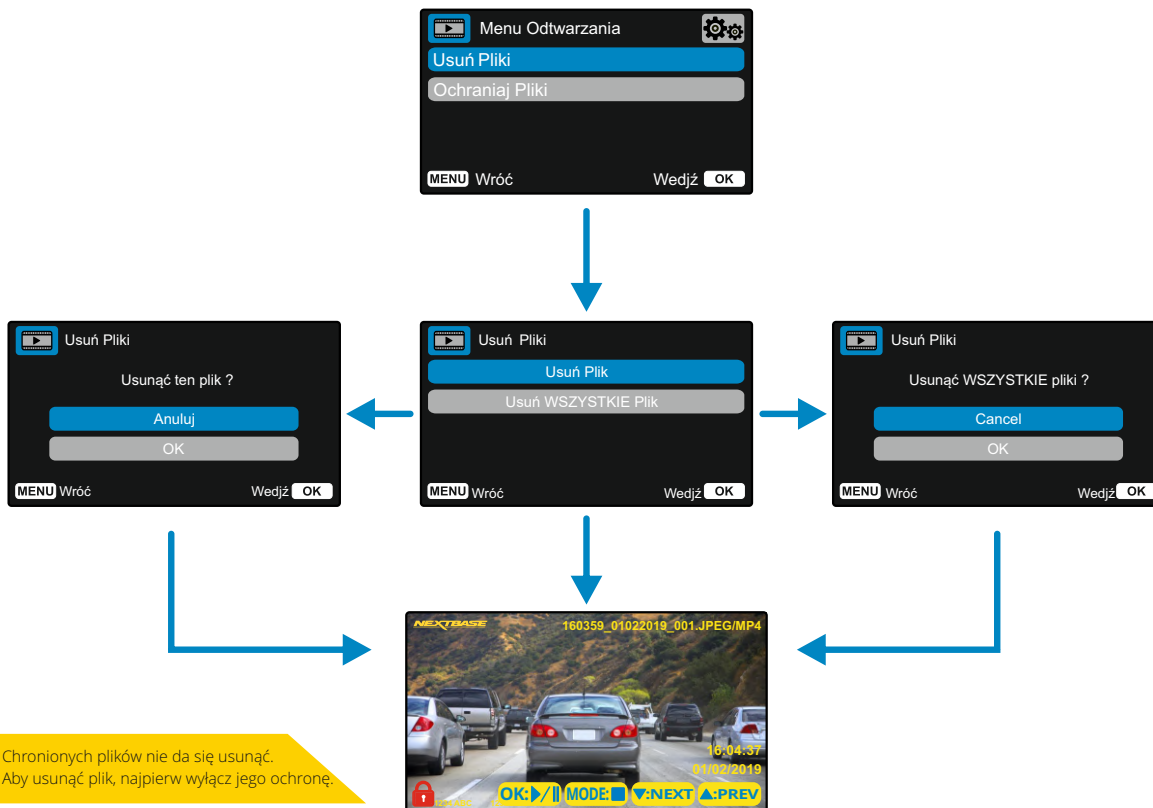 Menu Odtwarzania
Usuń Pliki
Ochraniaj Pliki
MENU Wróć
Wedjź OK
Usuń Pliki
Usunąć ten plik ?
Anuluj
OK
MENU Wróć
Wedjź OK
Usuń Pliki
Usuń Plik
Usuń WSZYSTKIE Plik
MENU Wróć
Wedjź OK
Usuń Pliki
Usunąć WSZYSTKIE pliki ?
Cancel
OK
MENU Wróć
Wedjź OK
NEXTBASE
160359_01022019_001.JPEG/MP4
16:04:37
01/02/2019
OK:▶/|| MODE:■ ▼:NEXT ▲:PREV
Chronionych plików nie da się usunąć.
Aby usunąć plik, najpierw wyłącz jego ochronę.